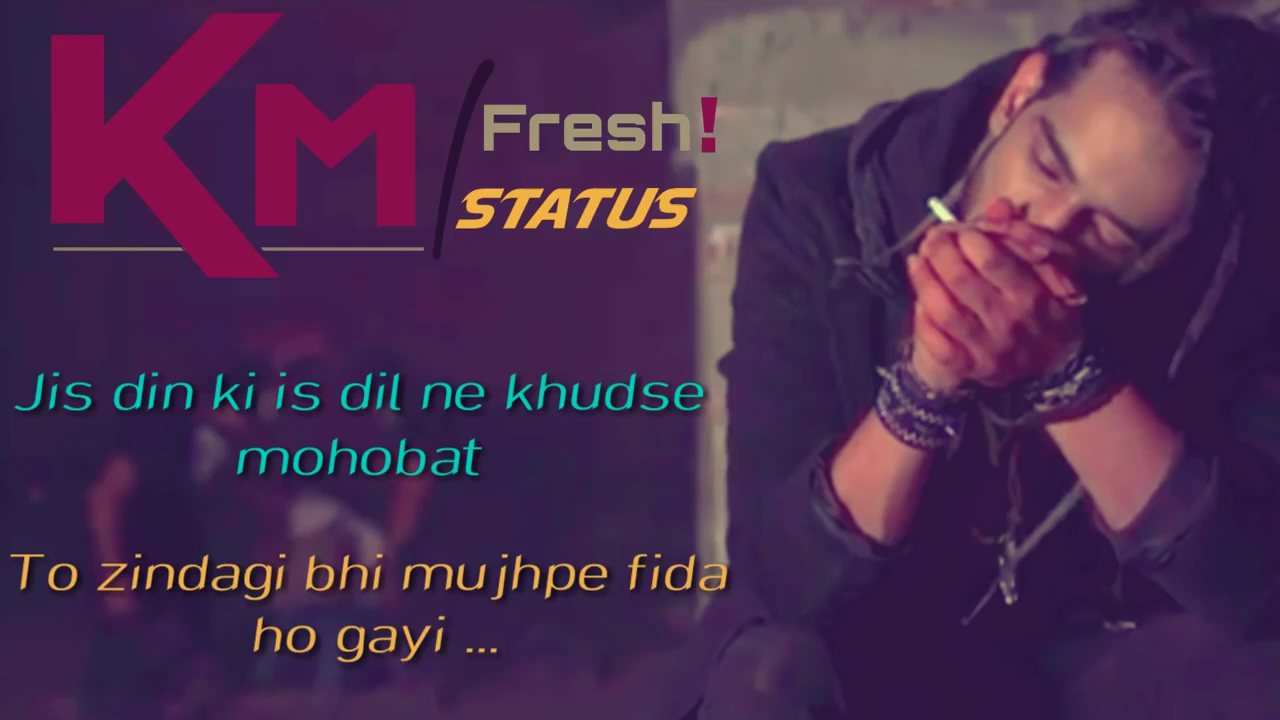 KM
Fresh!
STATUS
Jis din ki is dil ne khudse
mohobat
To zindagi bhi mujhpe fida
ho gayi ...